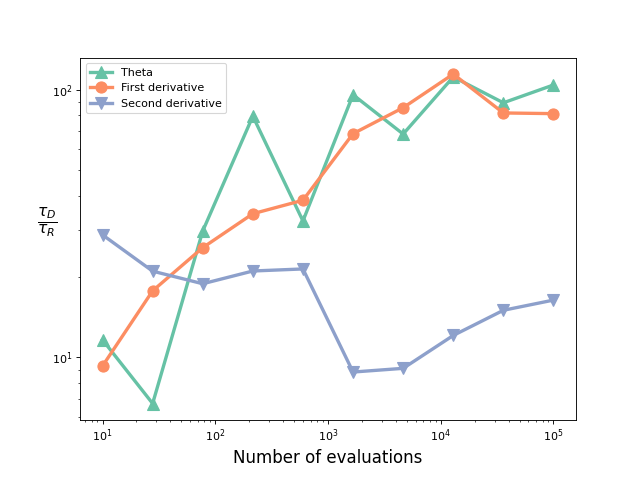 Theta
First derivative
Second derivative
10²
10¹
τ_D
τ_R
10¹ 10² 10³ 10⁴ 10⁵
Number of evaluations